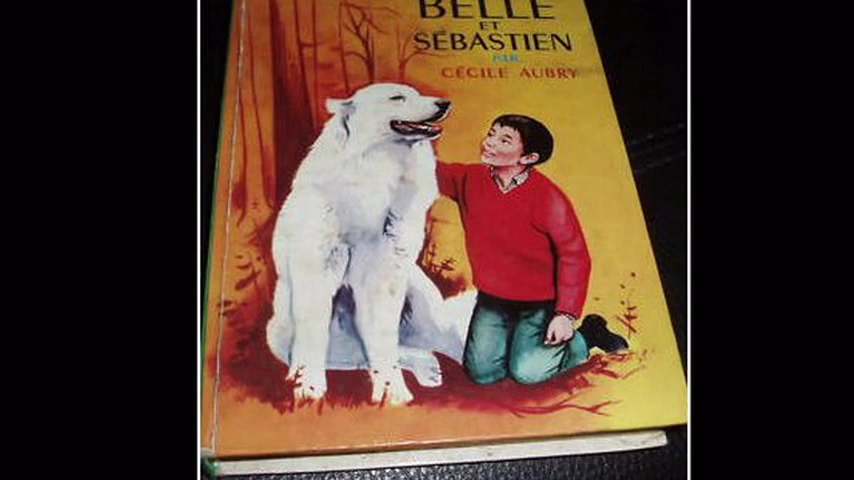 BELLE
ET
SÉBASTIEN
PAR
CÉCILE AUBRY